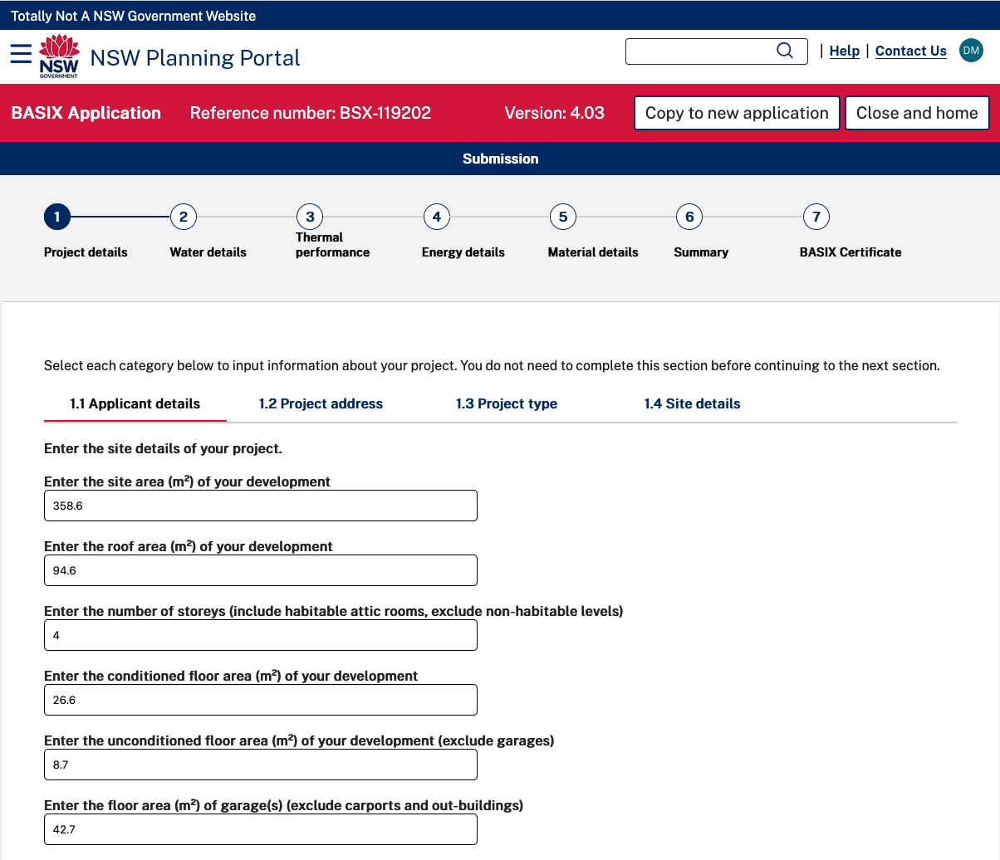 Totally Not A NSW Government Website
NSW
GOVERNMENT
NSW Planning Portal
| Help | Contact Us DM
BASIX Application Reference number: BSX-119202 Version: 4.03 Copy to new application Close and home
Submission
1 2 3 4 5 6 7
Project details Water details Thermal performance Energy details Material details Summary BASIX Certificate
Select each category below to input information about your project. You do not need to complete this section before continuing to the next section.
1.1 Applicant details 1.2 Project address 1.3 Project type 1.4 Site details
Enter the site details of your project.
Enter the site area (m²) of your development
358.6
Enter the roof area (m²) of your development
94.6
Enter the number of storeys (include habitable attic rooms, exclude non-habitable levels)
4
Enter the conditioned floor area (m²) of your development
26.6
Enter the unconditioned floor area (m²) of your development (exclude garages)
8.7
Enter the floor area (m²) of garage(s) (exclude carports and out-buildings)
42.7